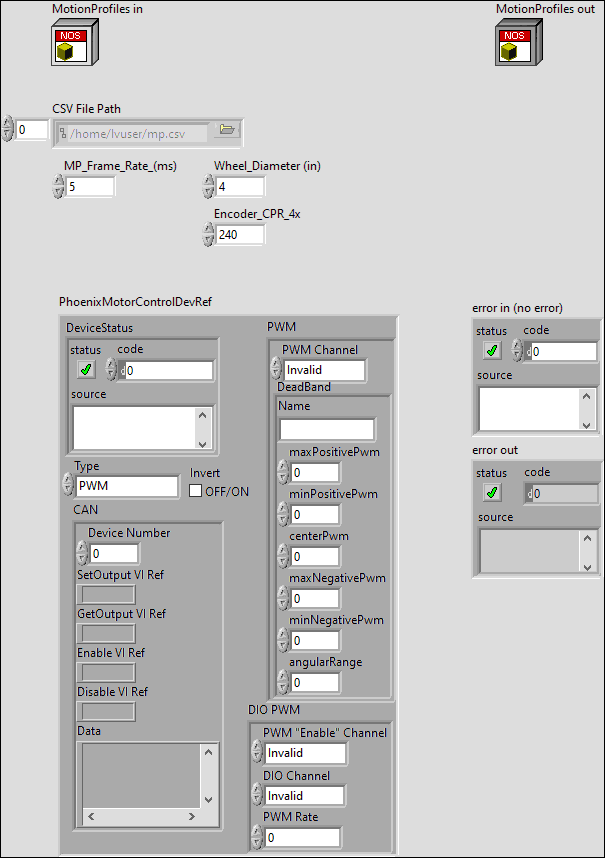 MotionProfiles in
MotionProfiles out
NOS
NOS
CSV File Path
0
/home/lvuser/mp.csv
MP_Frame_Rate_(ms)
Wheel_Diameter (in)
5
4
Encoder_CPR_4x
240
PhoenixMotorControlDevRef
DeviceStatus
status
code
d0
source
Type
PWM
Invert
OFF/ON
CAN
Device Number
0
SetOutput VI Ref
GetOutput VI Ref
Enable VI Ref
Disable VI Ref
Data
PWM
PWM Channel
Invalid
DeadBand
Name
maxPositivePwm
0
minPositivePwm
0
centerPwm
0
maxNegativePwm
0
minNegativePwm
0
angularRange
0
DIO PWM
PWM "Enable" Channel
Invalid
DIO Channel
Invalid
PWM Rate
0
error in (no error)
status
code
d0
source
error out
status
code
d0
source